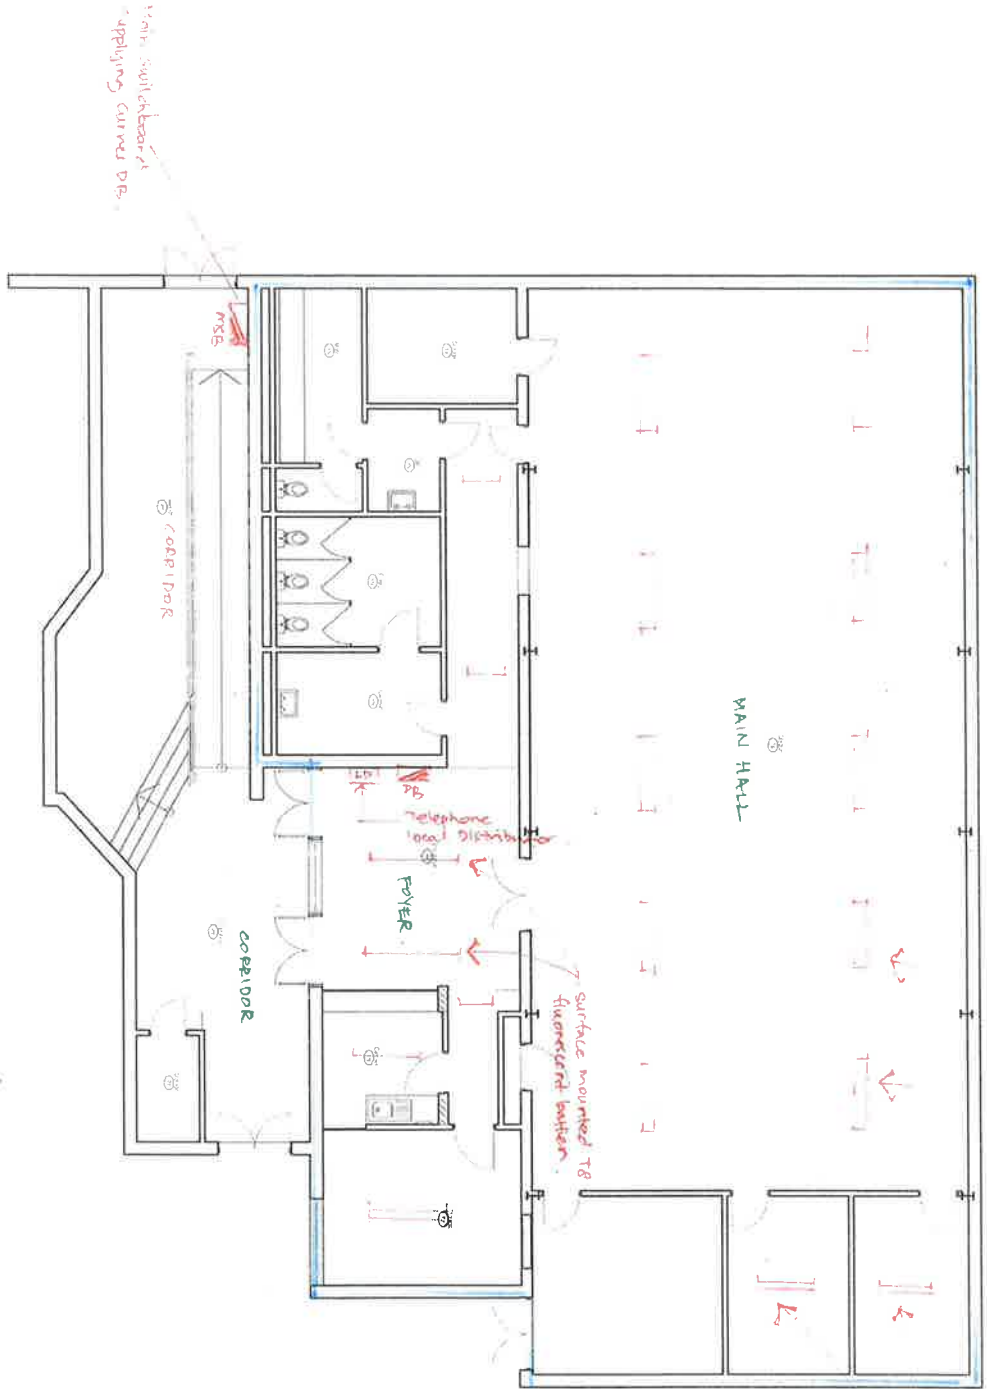 Main switchboard
supplying current DB.
MSB
CORRIDOR
MAIN HALL
DB
Telephone
local Distributor
FOYER
CORRIDOR
surface mounted T8
fluorescent batten